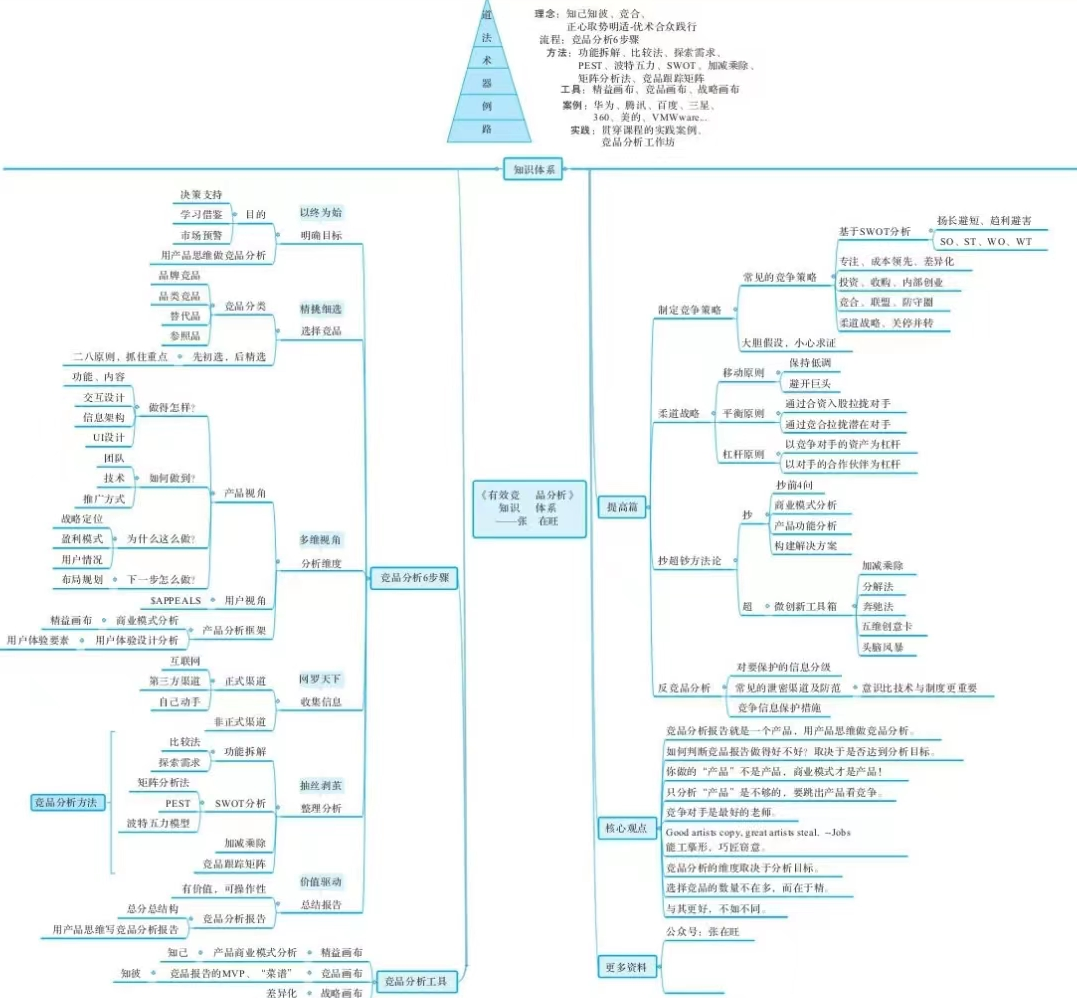 道
法
术
器
例
路
理念：知己知彼、竞合、
正心取势明适-优术合众践行
流程：竞品分析6步骤
方法：功能拆解、比较法、探索需求、
PEST、波特五力、SWOT、加减乘除、
矩阵分析法、竞品跟踪矩阵
工具：精益画布、竞品画布、战略画布
案例：华为、腾讯、百度、三星、
360、美的、VMWware...
实践：贯穿课程的实践案例、
竞品分析工作坊
知识体系
《有效竞 品分析》
知识 体系
——张 在旺
竞品分析6步骤
以终为始
明确目标
目的
决策支持
学习借鉴
市场预警
用产品思维做竞品分析
精挑细选
选择竞品
竞品分类
品牌竞品
品类竞品
替代品
参照品
先初选，后精选
二八原则，抓住重点
多维视角
分析维度
产品视角
做得怎样?
功能、内容
交互设计
信息架构
UI设计
如何做到?
团队
技术
推广方式
为什么这么做?
战略定位
盈利模式
用户情况
下一步怎么做?
布局规划
用户视角
$APPEALS
产品分析框架
商业模式分析
精益画布
用户体验设计分析
用户体验要素
网罗天下
收集信息
正式渠道
互联网
第三方渠道
自己动手
非正式渠道
抽丝剥茧
整理分析
功能拆解
比较法
探索需求
SWOT分析
矩阵分析法
PEST
波特五力模型
加减乘除
竞品跟踪矩阵
竞品分析方法
价值驱动
总结报告
有价值，可操作性
竞品分析报告
总分总结构
用产品思维写竞品分析报告
竞品分析工具
精益画布
产品商业模式分析
知己
竞品画布
竞品报告的MVP、“菜谱”
知彼
战略画布
差异化
提高篇
制定竞争策略
常见的竞争策略
基于SWOT分析
扬长避短、趋利避害
SO、ST、WO、WT
专注、成本领先、差异化
投资、收购、内部创业
竞合、联盟、防守圈
柔道战略、关停并转
大胆假设，小心求证
柔道战略
移动原则
保持低调
避开巨头
平衡原则
通过合资入股拉拢对手
通过竞合拉拢潜在对手
杠杆原则
以竞争对手的资产为杠杆
以对手的合作伙伴为杠杆
抄超钞方法论
抄
抄前4问
商业模式分析
产品功能分析
构建解决方案
超
微创新工具箱
加减乘除
分解法
奔驰法
五维创意卡
头脑风暴
反竞品分析
对要保护的信息分级
常见的泄密渠道及防范
意识比技术与制度更重要
竞争信息保护措施
核心观点
竞品分析报告就是一个产品，用产品思维做竞品分析。
如何判断竞品报告做得好不好？取决于是否达到分析目标。
你做的“产品”不是产品，商业模式才是产品！
只分析“产品”是不够的，要跳出产品看竞争。
竞争对手是最好的老师。
Good artists copy, great artists steal. --Jobs
能工摹形，巧匠窃意。
竞品分析的维度取决于分析目标。
选择竞品的数量不在多，而在于精。
与其更好，不如不同。
更多资料
公众号：张在旺